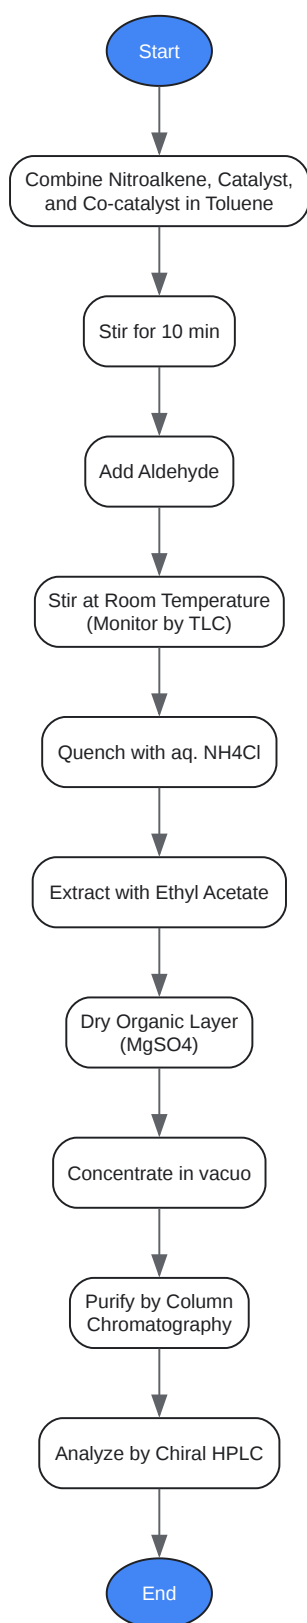 Start
Combine Nitroalkene, Catalyst,
and Co-catalyst in Toluene
Stir for 10 min
Add Aldehyde
Stir at Room Temperature
(Monitor by TLC)
Quench with aq. NH4Cl
Extract with Ethyl Acetate
Dry Organic Layer
(MgSO4)
Concentrate in vacuo
Purify by Column
Chromatography
Analyze by Chiral HPLC
End